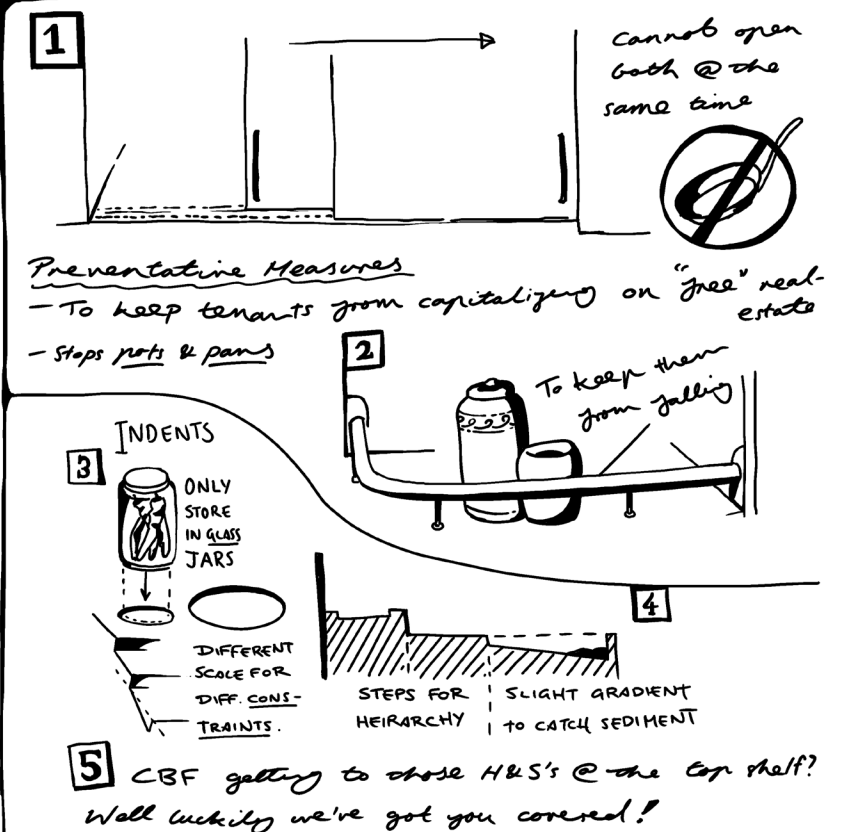 1
cannot open
both @ the
same time
Preventative Measures
- To keep tenants from capitalizing on "free" real-
estate
- Stops pots & pans
2
To keep them
from falling
INDENTS
3
ONLY
STORE
IN GLASS
JARS
DIFFERENT
SCALE FOR
DIFF. CONS-
TRAINTS.
4
STEPS FOR
HEIRARCHY
SLIGHT GRADIENT
TO CATCH SEDIMENT
5 CBF getting to those H&S's @ the top shelf?
Well luckily we've got you covered!